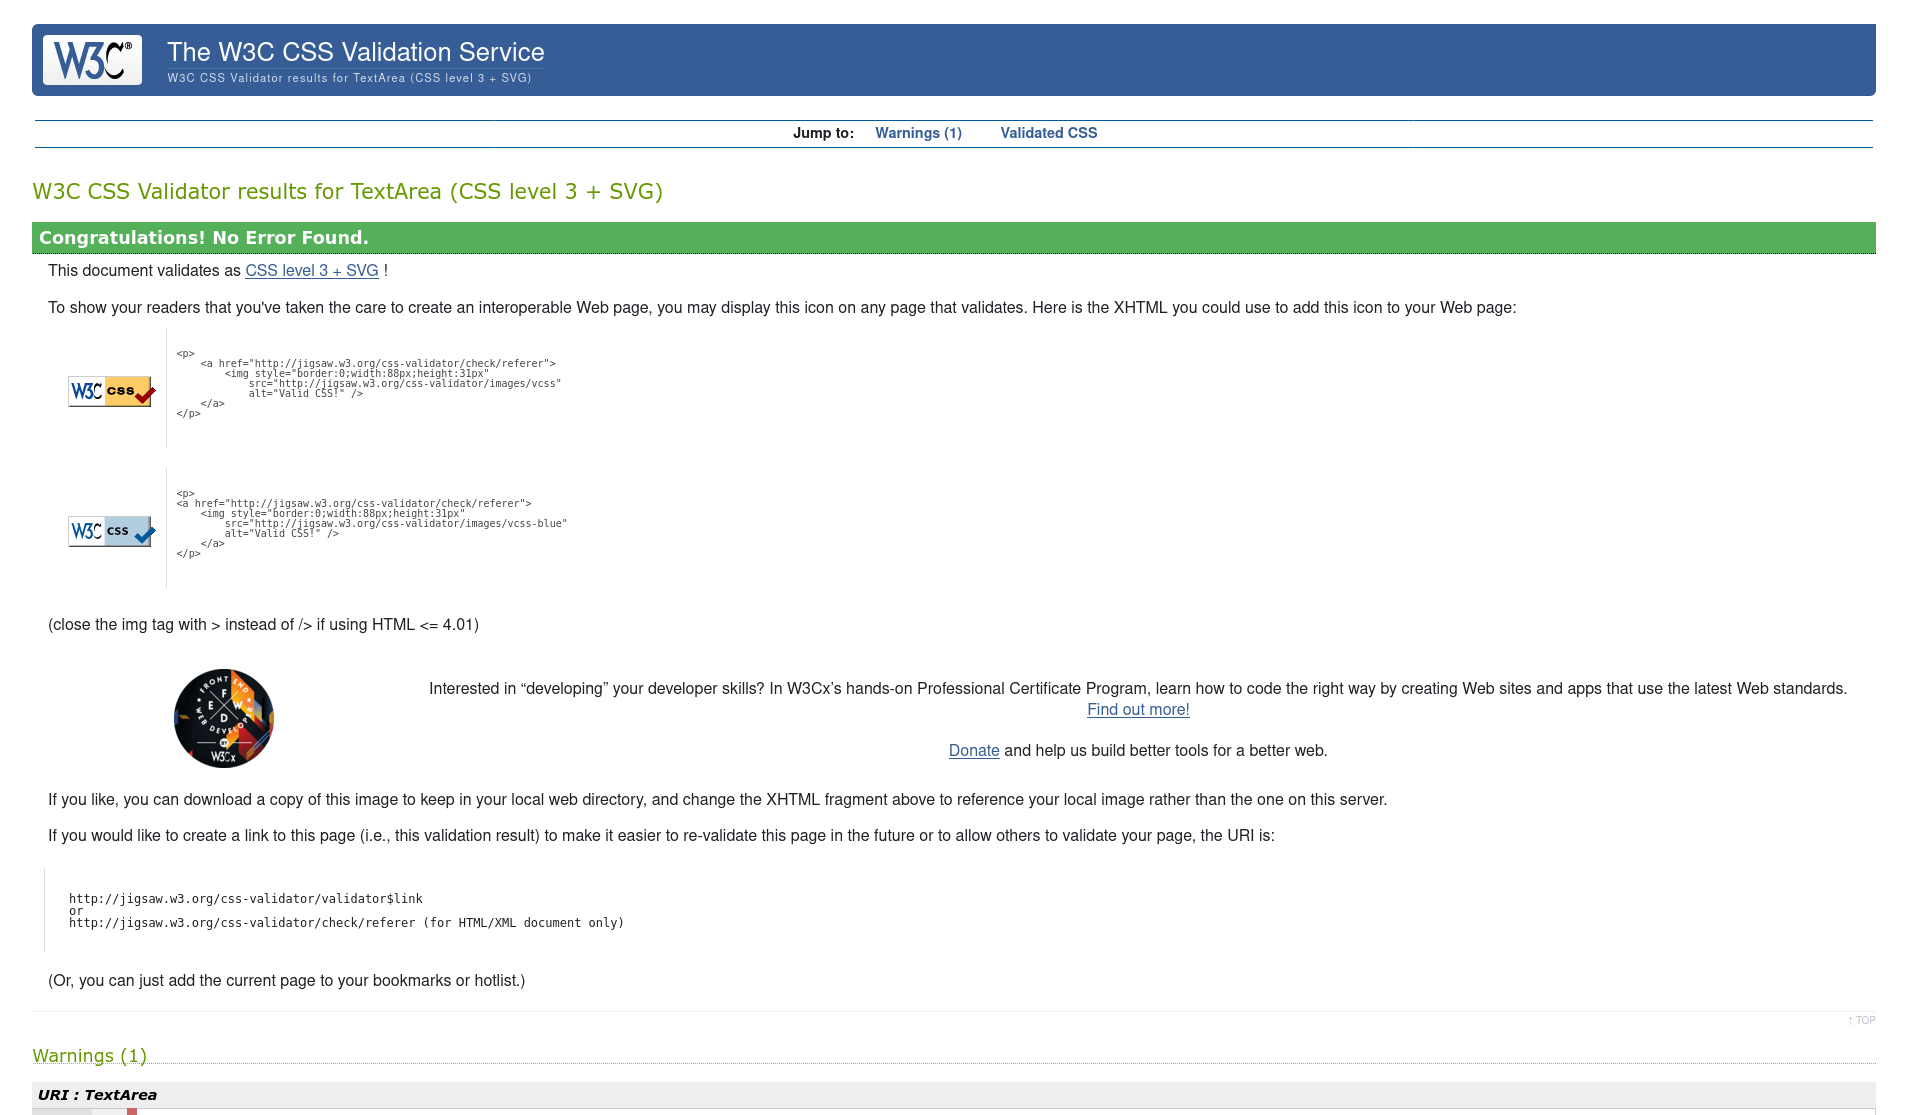 W3C®
The W3C CSS Validation Service
W3C CSS Validator results for TextArea (CSS level 3 + SVG)
Jump to: Warnings (1) Validated CSS
W3C CSS Validator results for TextArea (CSS level 3 + SVG)
Congratulations! No Error Found.
This document validates as CSS level 3 + SVG !
To show your readers that you've taken the care to create an interoperable Web page, you may display this icon on any page that validates. Here is the XHTML you could use to add this icon to your Web page:
W3C css
<p>
    <a href="http://jigsaw.w3.org/css-validator/check/referer">
        <img style="border:0;width:88px;height:31px"
            src="http://jigsaw.w3.org/css-validator/images/vcss"
            alt="Valid CSS!" />
    </a>
</p>
W3C css
<p>
<a href="http://jigsaw.w3.org/css-validator/check/referer">
    <img style="border:0;width:88px;height:31px"
        src="http://jigsaw.w3.org/css-validator/images/vcss-blue"
        alt="Valid CSS!" />
    </a>
</p>
(close the img tag with > instead of /> if using HTML <= 4.01)
FRONT END
F E W D
WEB DEVELOPER
W3Cx
Interested in “developing” your developer skills? In W3Cx’s hands-on Professional Certificate Program, learn how to code the right way by creating Web sites and apps that use the latest Web standards.
Find out more!
Donate and help us build better tools for a better web.
If you like, you can download a copy of this image to keep in your local web directory, and change the XHTML fragment above to reference your local image rather than the one on this server.
If you would like to create a link to this page (i.e., this validation result) to make it easier to re-validate this page in the future or to allow others to validate your page, the URI is:
http://jigsaw.w3.org/css-validator/validator$link
or
http://jigsaw.w3.org/css-validator/check/referer (for HTML/XML document only)
(Or, you can just add the current page to your bookmarks or hotlist.)
↑ TOP
Warnings (1)
URI : TextArea